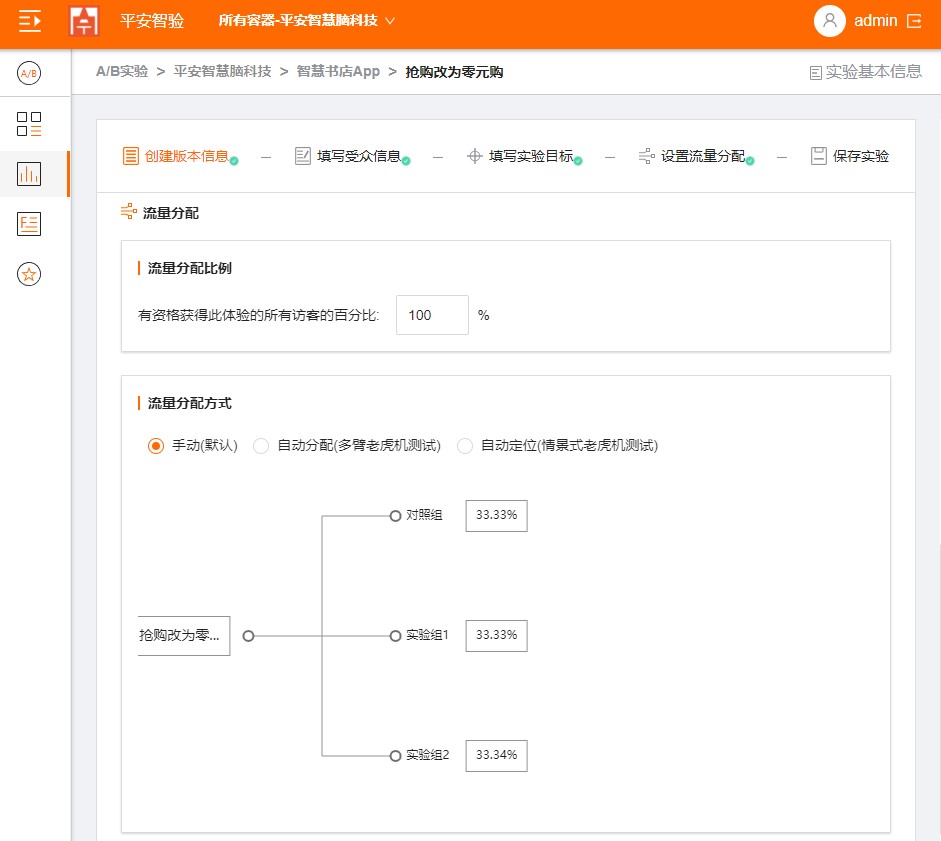 平安智验
所有容器-平安智慧脑科技
admin
A/B
A/B实验 > 平安智慧脑科技 > 智慧书店App > 抢购改为零元购
实验基本信息
创建版本信息 — 填写受众信息 — 填写实验目标 — 设置流量分配 — 保存实验
流量分配
流量分配比例
有资格获得此体验的所有访客的百分比: 100 %
流量分配方式
手动(默认) 自动分配(多臂老虎机测试) 自动定位(情景式老虎机测试)
对照组 33.33%
抢购改为零... 实验组1 33.33%
实验组2 33.34%